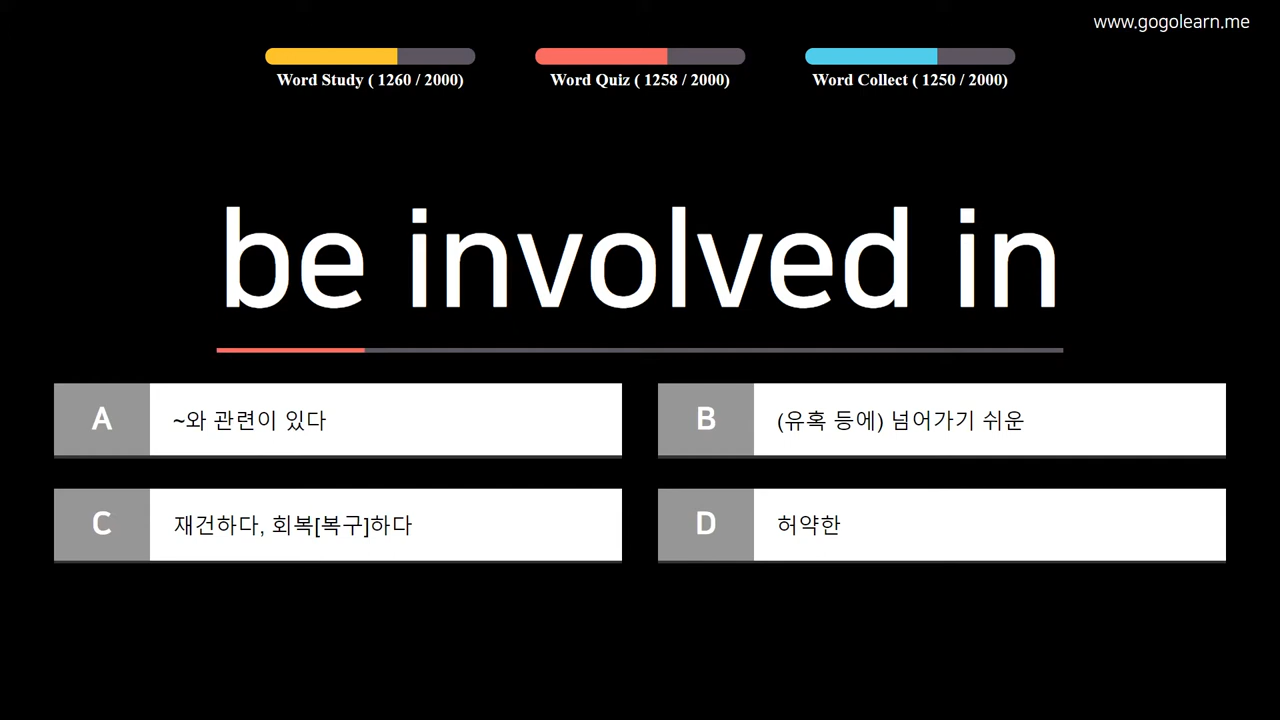 www.gogolearn.me
Word Study ( 1260 / 2000)
Word Quiz ( 1258 / 2000)
Word Collect ( 1250 / 2000)
be involved in
A ~와 관련이 있다
B (유혹 등에) 넘어가기 쉬운
C 재건하다, 회복[복구]하다
D 허약한